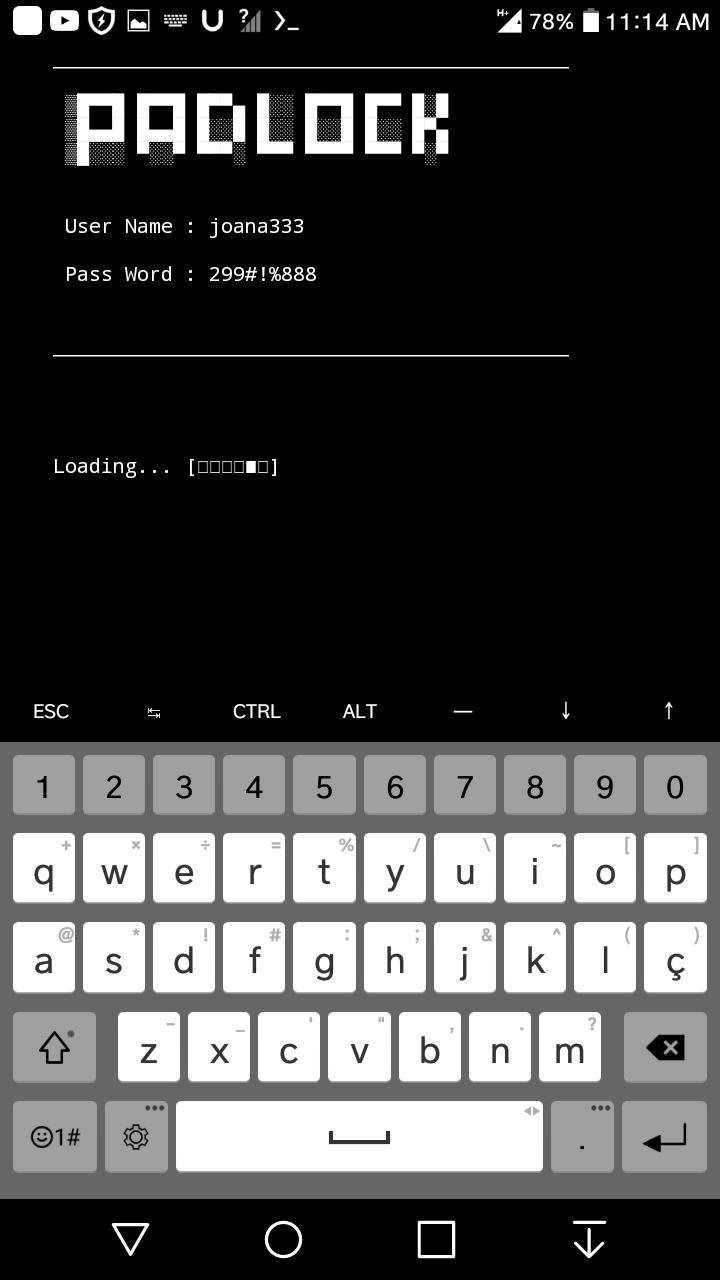 78% 11:14 AM
PADLOCK
User Name : joana333
Pass Word : 299#!%888
Loading... [□□□□■□]
ESC ↹ CTRL ALT — ↓ ↑
1 2 3 4 5 6 7 8 9 0
+ × ÷ = % / \ ~ [ ]
q w e r t y u i o p
@ * ! # : ; & ^ ( )
a s d f g h j k l ç
– _ ' " , . ?
z x c v b n m
1# .